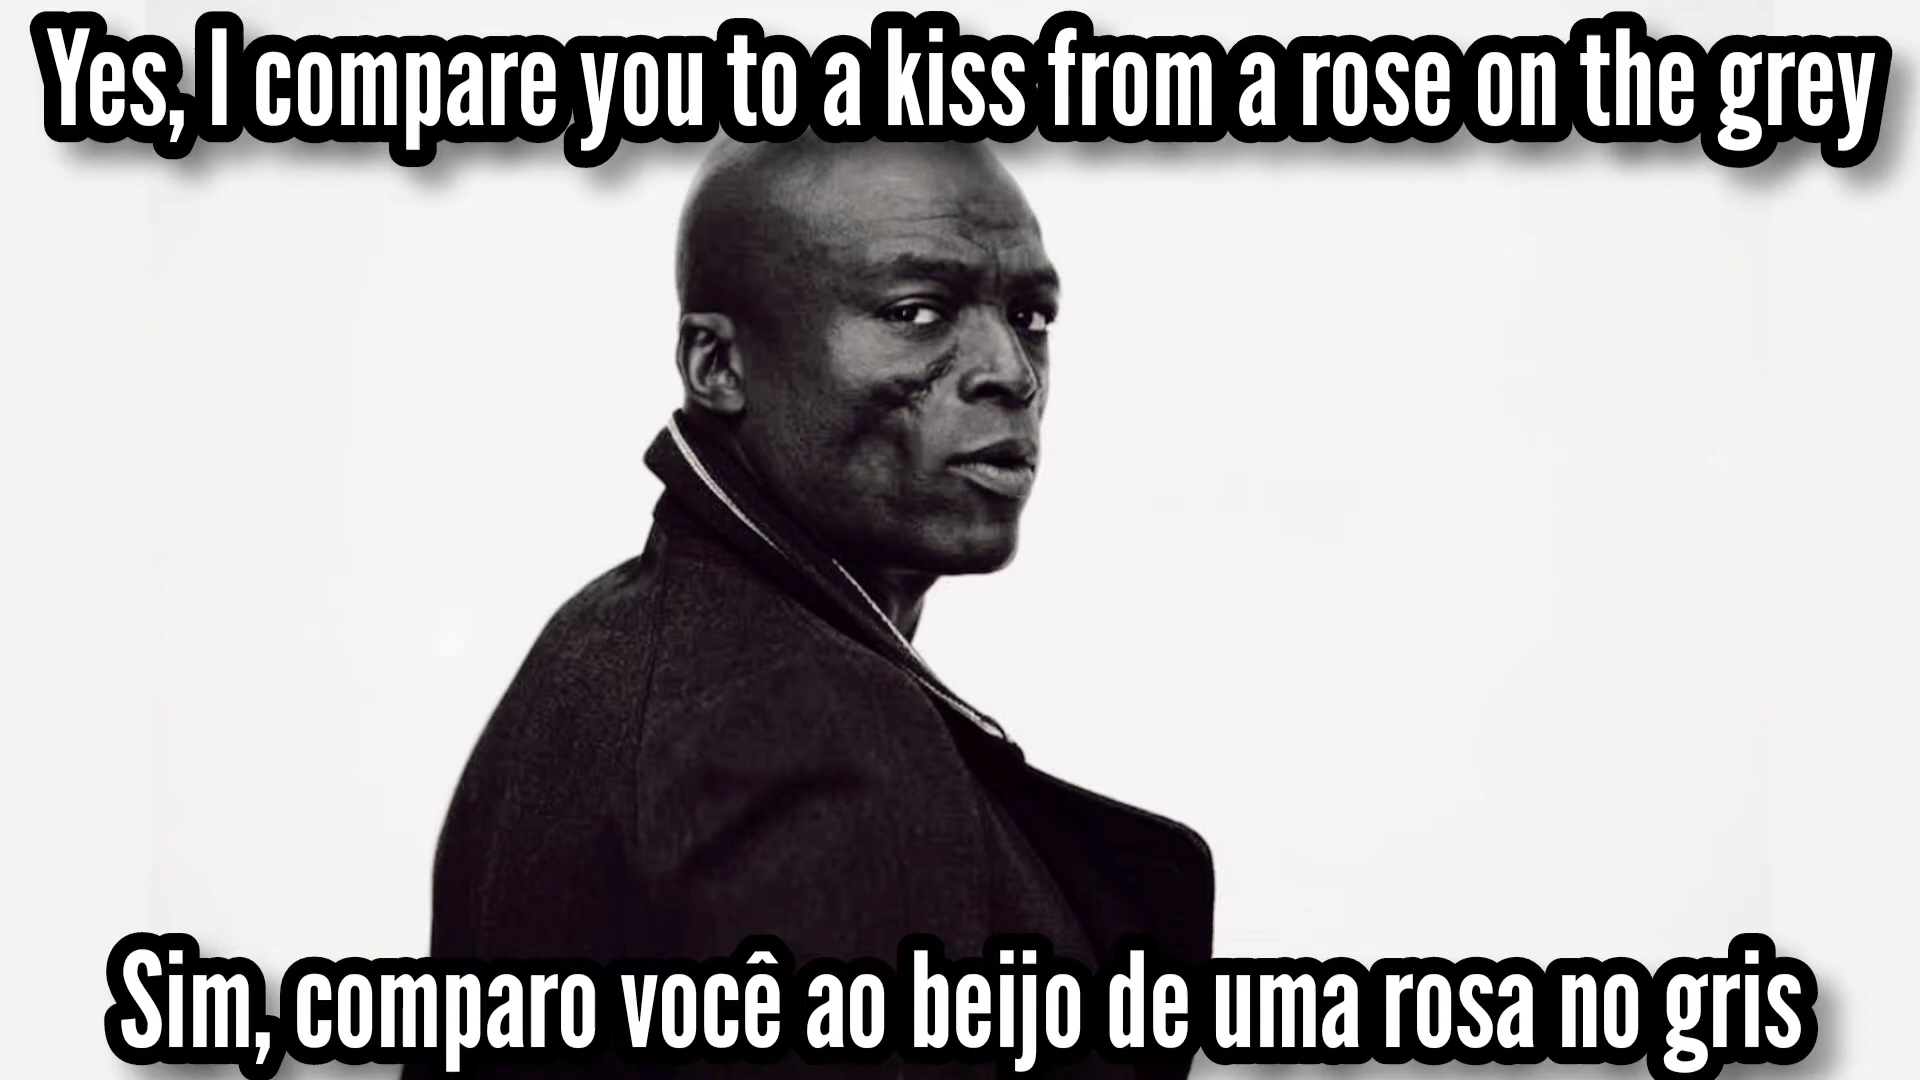 Yes, I compare you to a kiss from a rose on the grey
Sim, comparo você ao beijo de uma rosa no gris